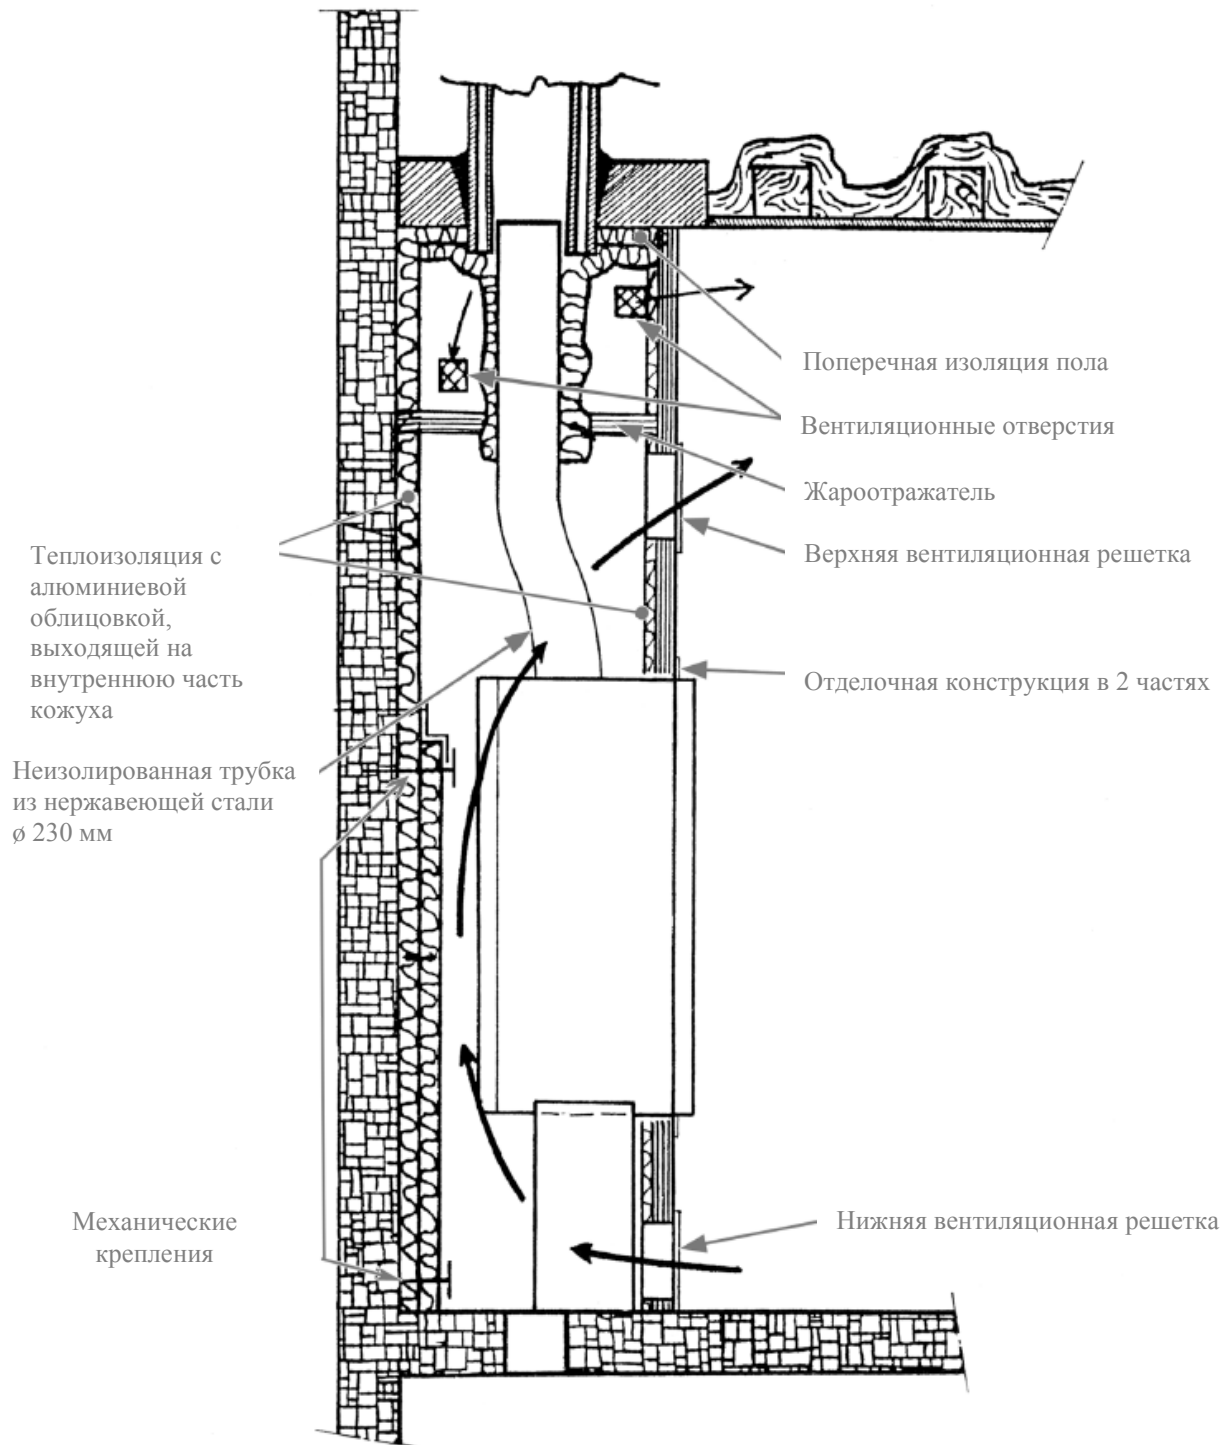 Поперечная изоляция пола
Вентиляционные отверстия
Жароотражатель
Верхняя вентиляционная решетка
Отделочная конструкция в 2 частях
Нижняя вентиляционная решетка
Теплоизоляция с
алюминиевой
облицовкой,
выходящей на
внутреннюю часть
кожуха
Неизолированная трубка
из нержавеющей стали
ø 230 мм
Механические
крепления